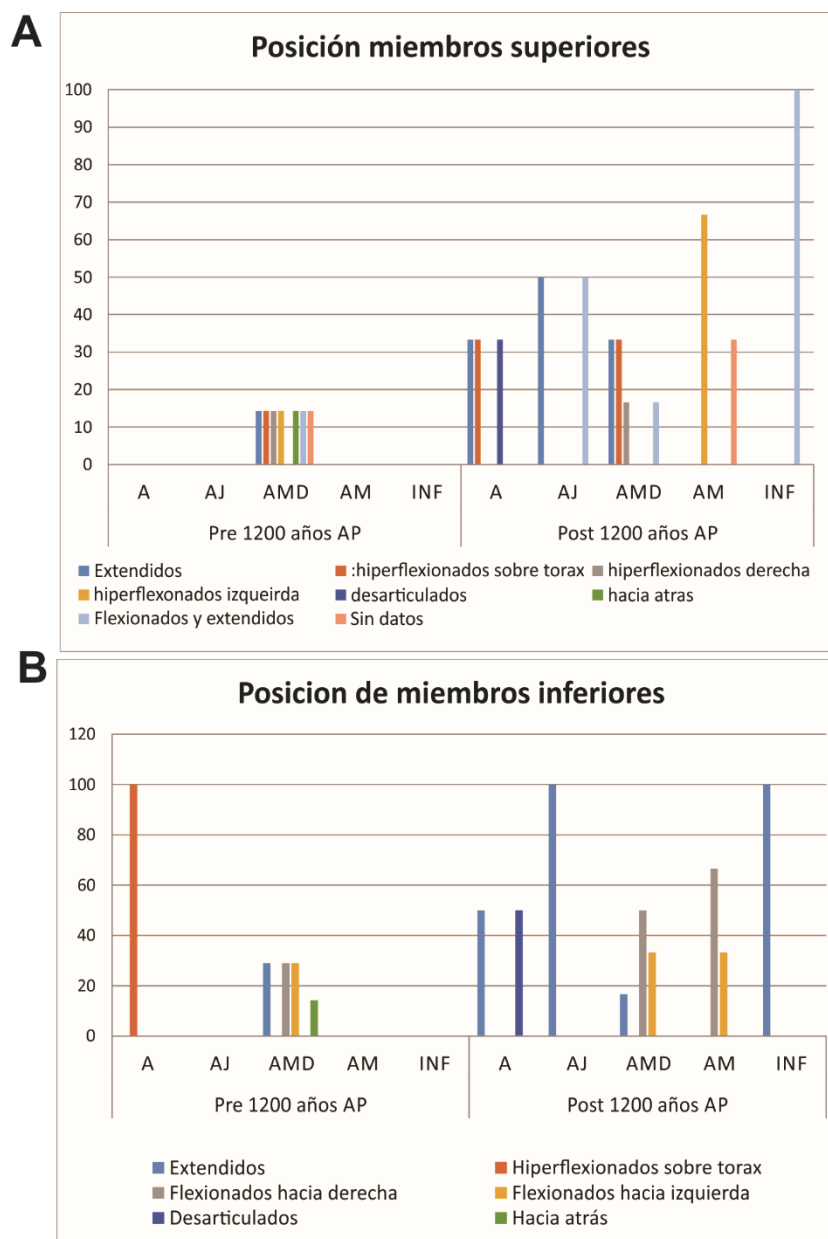 A
Posición miembros superiores
100
90
80
70
60
50
40
30
20
10
0
A AJ AMD AM INF A AJ AMD AM INF
Pre 1200 años AP Post 1200 años AP
Extendidos :hiperflexionados sobre torax hiperflexionados derecha
hiperflexonados izqueirda desarticulados hacia atras
Flexionados y extendidos Sin datos
B
Posicion de miembros inferiores
120
100
80
60
40
20
0
A AJ AMD AM INF A AJ AMD AM INF
Pre 1200 años AP Post 1200 años AP
Extendidos Hiperflexionados sobre torax
Flexionados hacia derecha Flexionados hacia izquierda
Desarticulados Hacia atrás